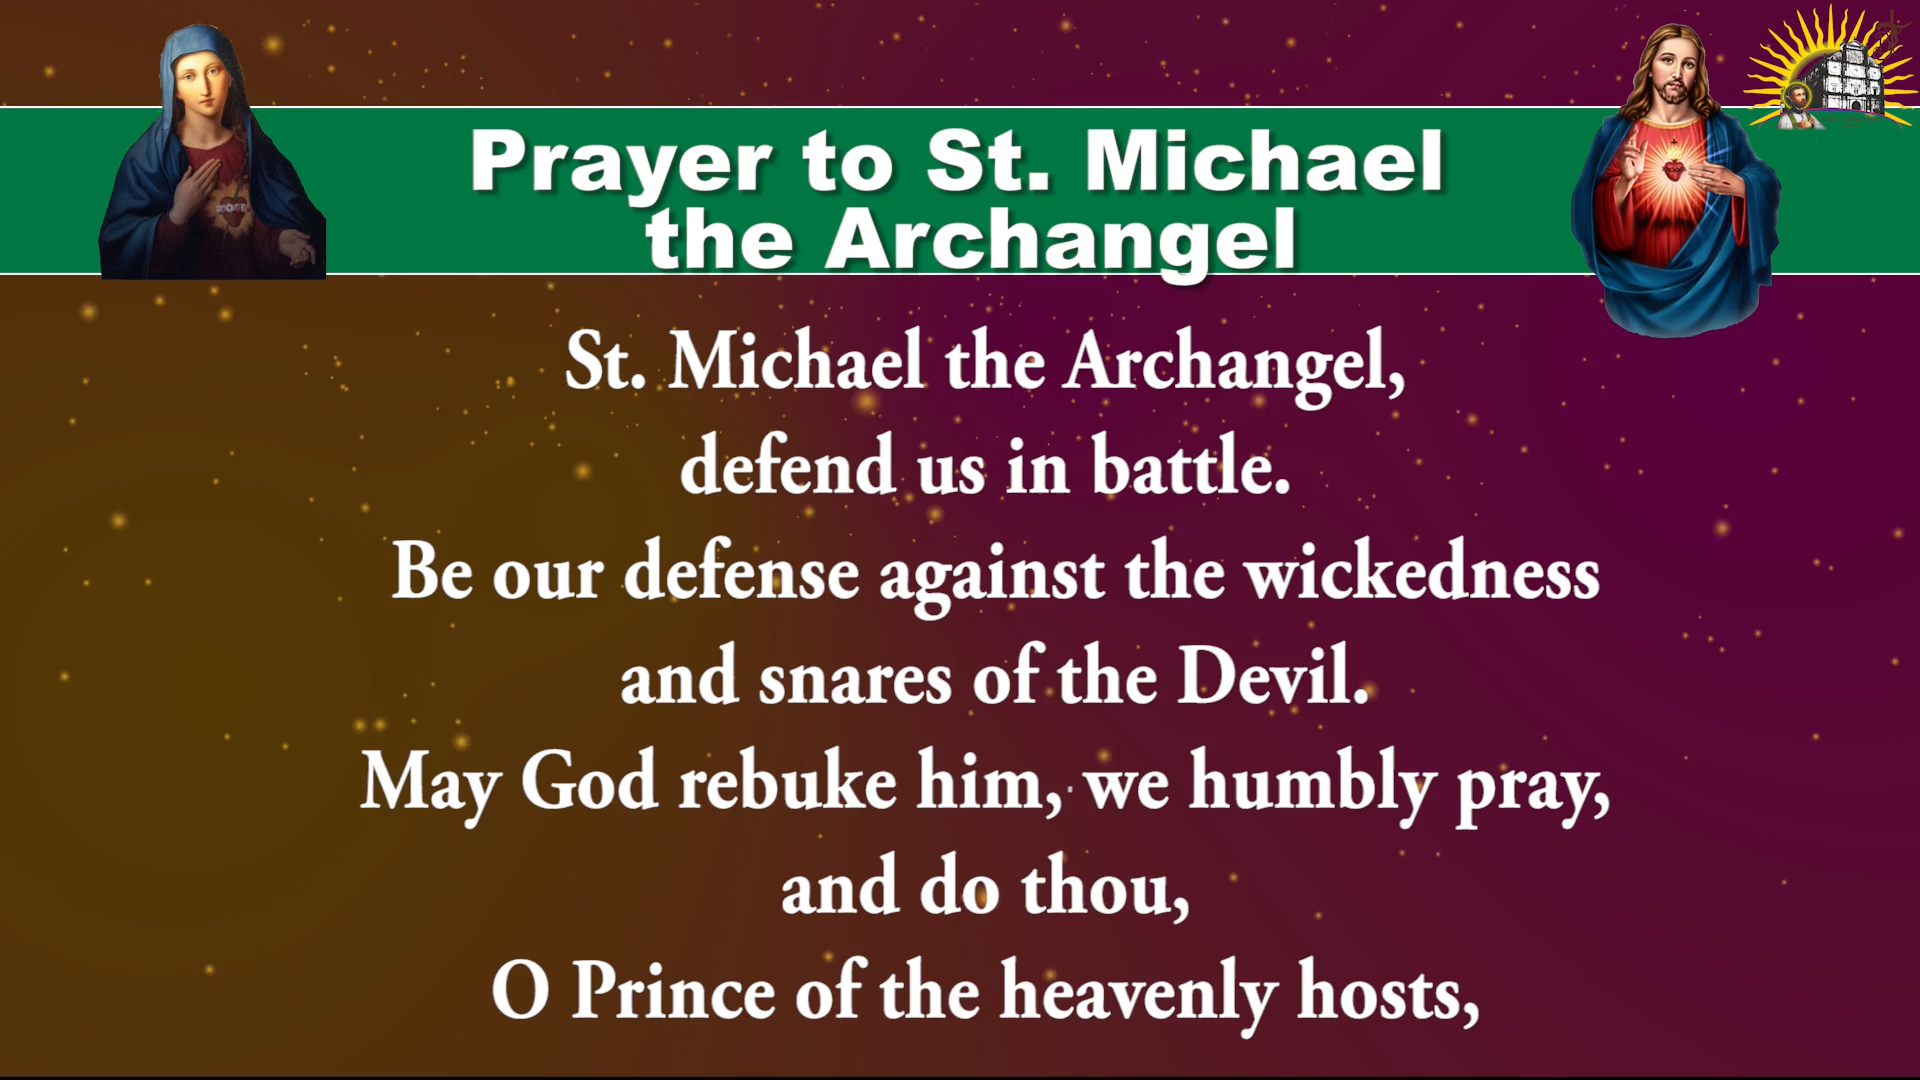 Prayer to St. Michael
the Archangel
St. Michael the Archangel,
defend us in battle.
Be our defense against the wickedness
and snares of the Devil.
May God rebuke him, we humbly pray,
and do thou,
O Prince of the heavenly hosts,